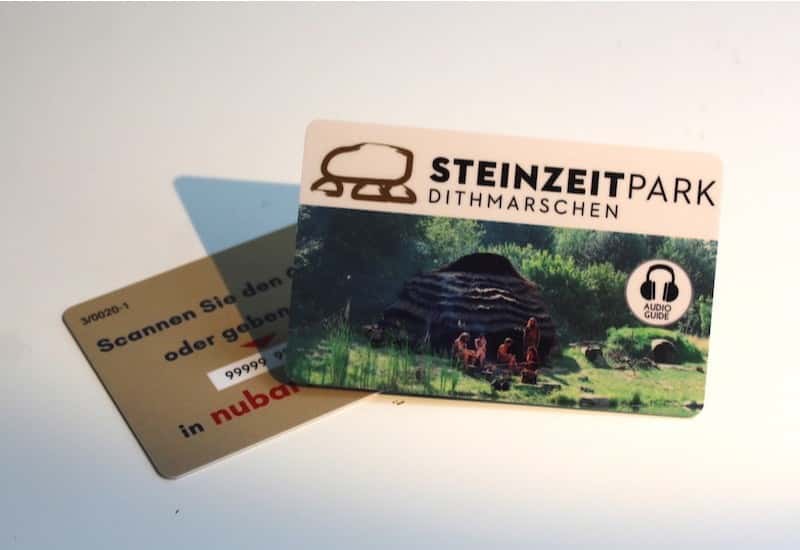 STEINZEITPARK
DITHMARSCHEN
AUDIO
GUIDE
3/0020-1
Scannen Sie den
oder geben
99999
in